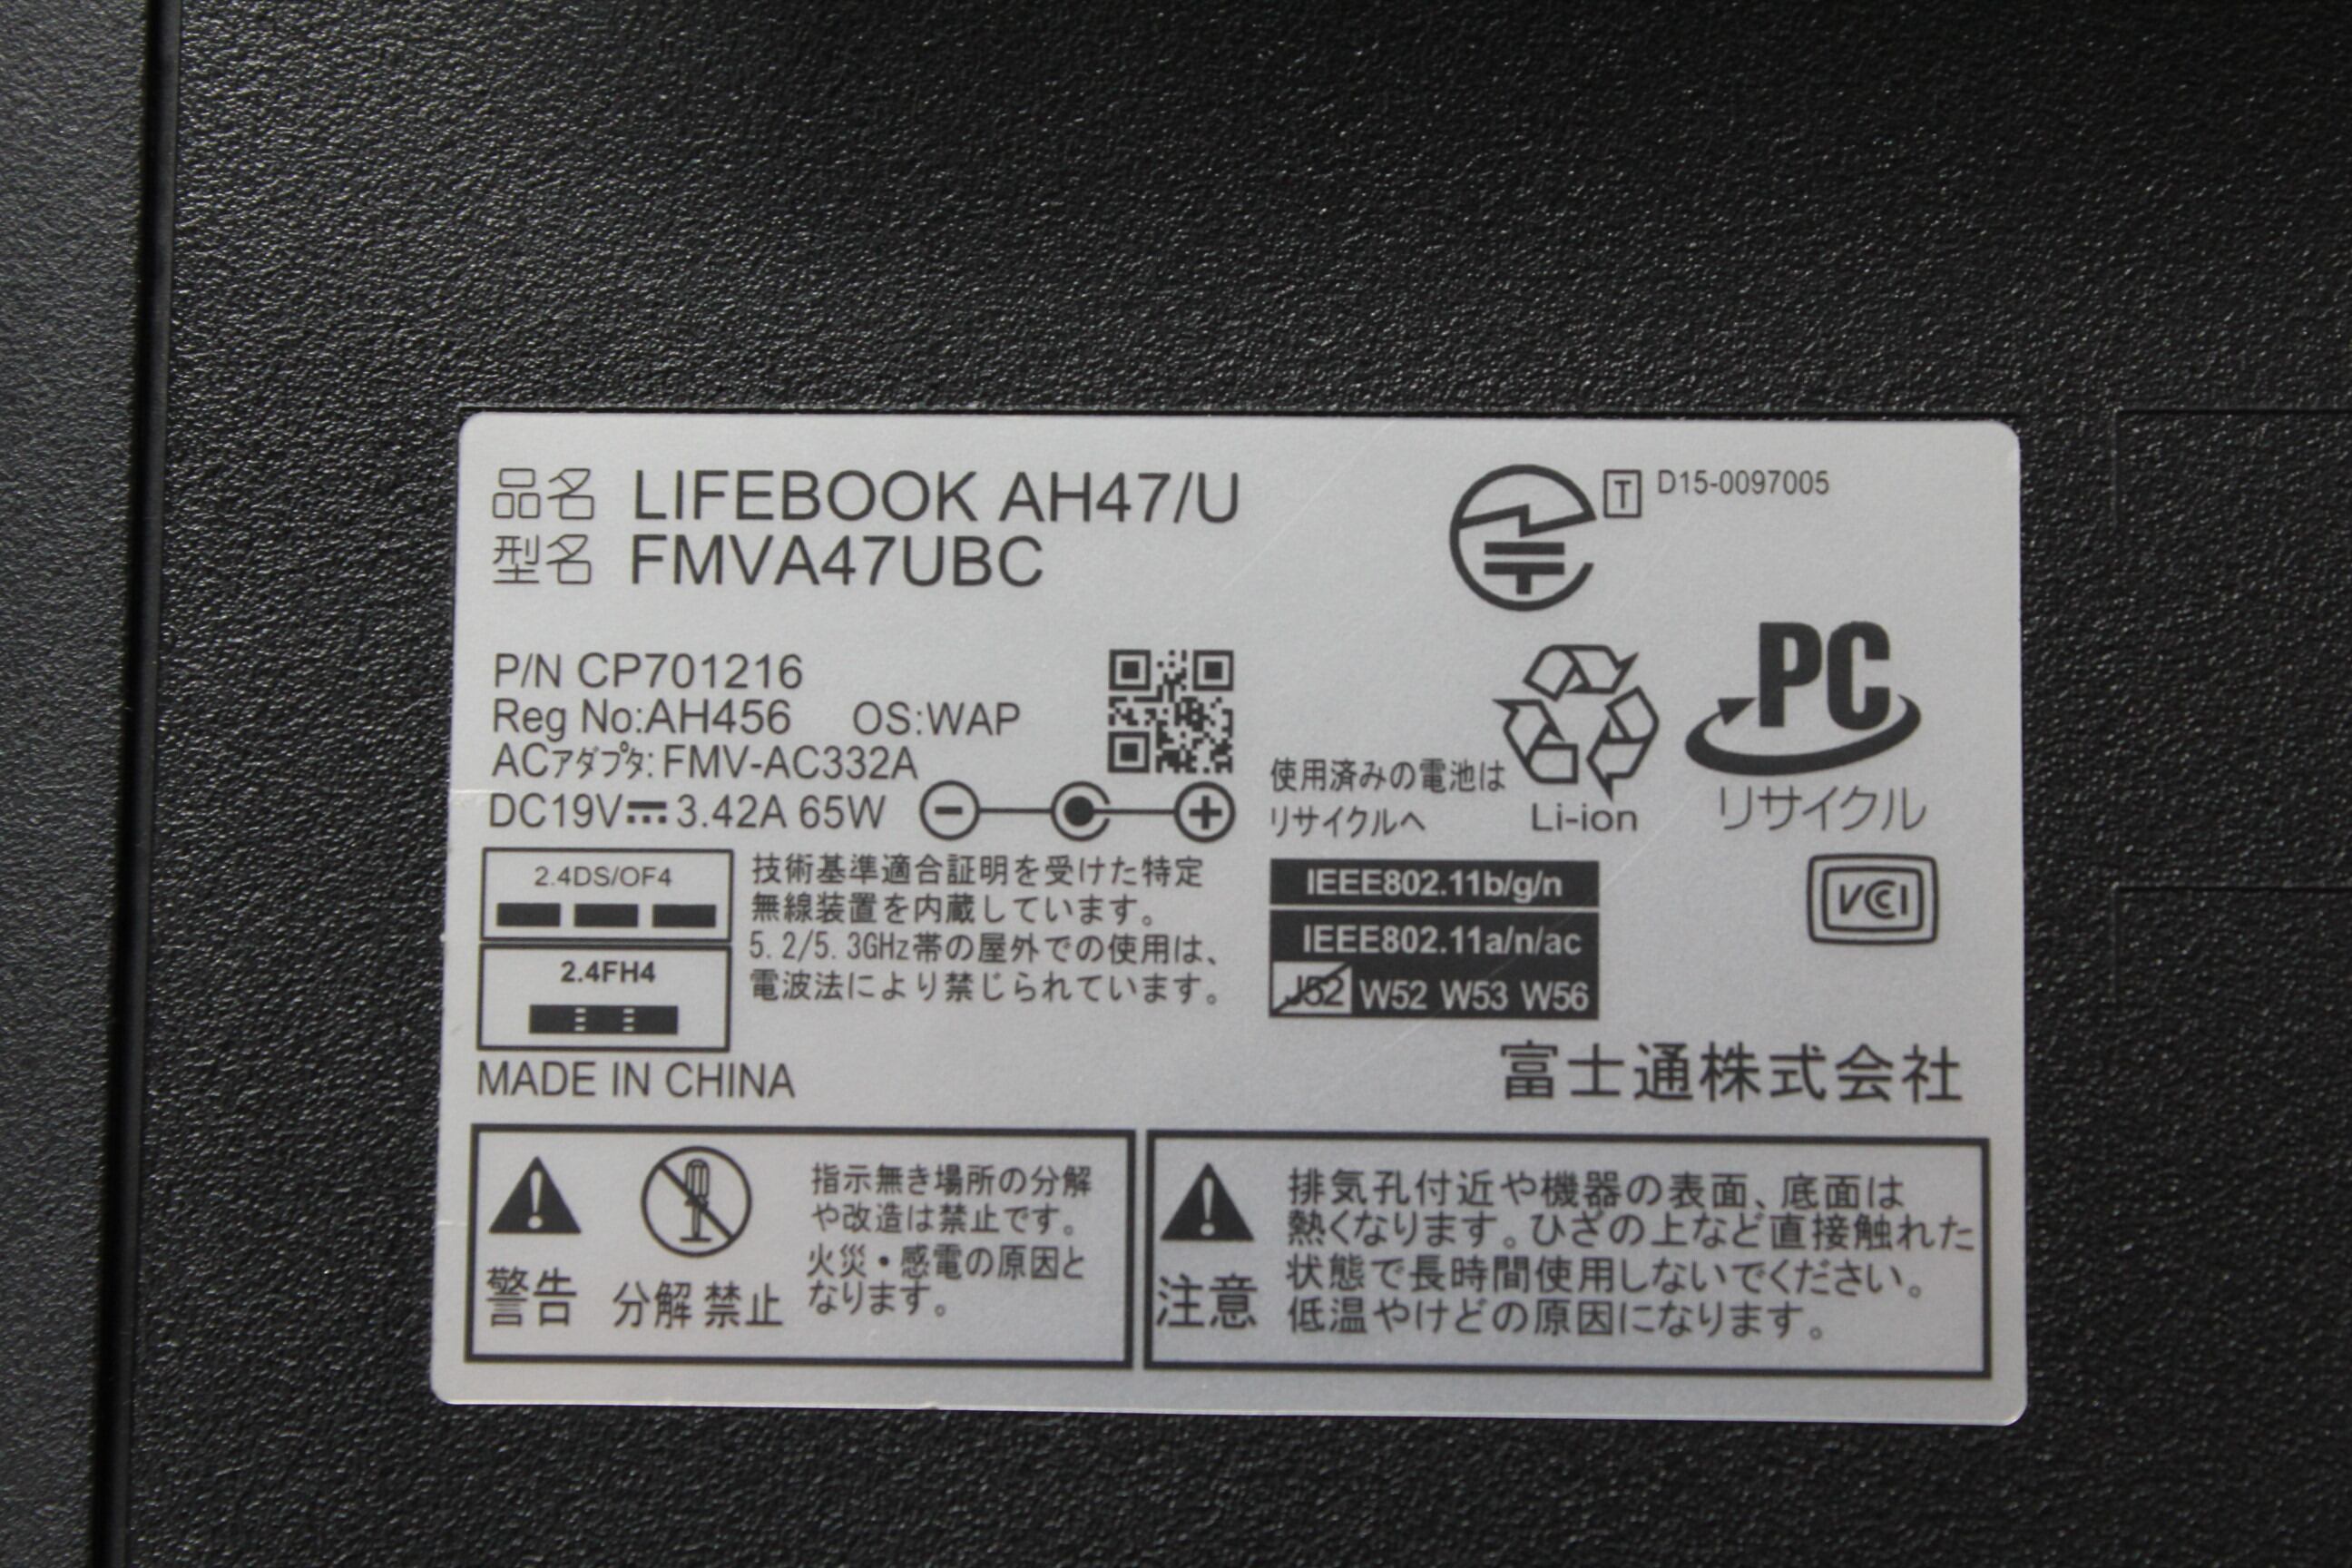 品名 LIFEBOOK AH47/U
型名 FMVA47UBC
T D15-0097005
P/N CP701216
Reg No:AH456 OS:WAP
ACアダプタ:FMV-AC332A
DC19V⎓3.42A 65W
使用済みの電池は
リサイクルへ
Li-ion
PC
リサイクル
2.4DS/OF4
2.4FH4
技術基準適合証明を受けた特定
無線装置を内蔵しています。
5.2/5.3GHz帯の屋外での使用は、
電波法により禁じられています。
IEEE802.11b/g/n
IEEE802.11a/n/ac
J52 W52 W53 W56
VCCI
MADE IN CHINA
富士通株式会社
警告
分解禁止
指示無き場所の分解
や改造は禁止です。
火災・感電の原因と
なります。
注意
排気孔付近や機器の表面、底面は
熱くなります。ひざの上など直接触れた
状態で長時間使用しないでください。
低温やけどの原因になります。